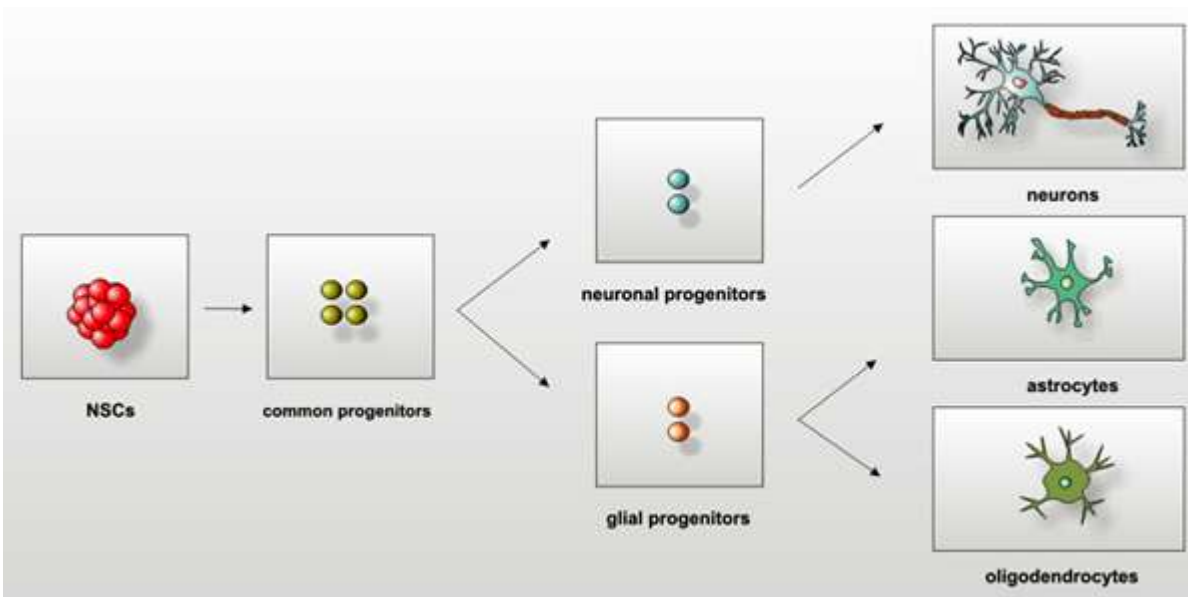 NSCs
common progenitors
neuronal progenitors
glial progenitors
neurons
astrocytes
oligodendrocytes